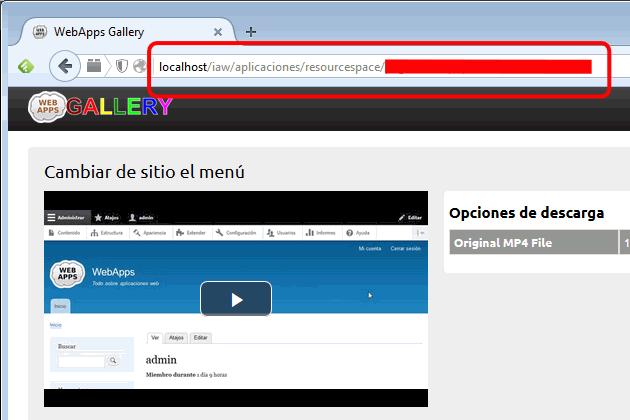 WebApps Gallery
localhost/iaw/aplicaciones/resourcespace/
WEB APPS GALLERY
Cambiar de sitio el menú
Opciones de descarga
Original MP4 File
Administrar Atajos admin Editar
Contenido Estructura Apariencia Extender Configuración Usuarios Informes Ayuda
Mi cuenta Cerrar sesión
WEB APPS WebApps
Todo sobre aplicaciones web
Inicio
Inicio
Ver Atajos Editar
Buscar
admin
Miembro durante 1 día 9 horas